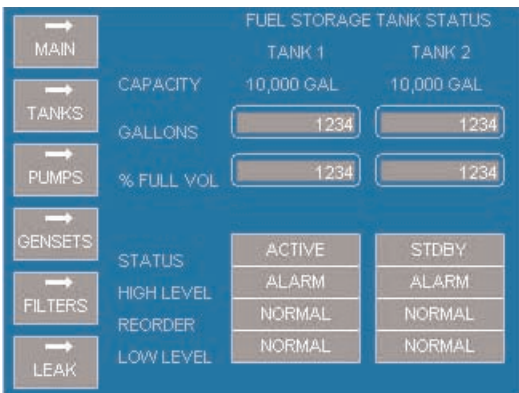 FUEL STORAGE TANK STATUS
MAIN
TANK 1 TANK 2
CAPACITY 10,000 GAL 10,000 GAL
TANKS
GALLONS 1234 1234
PUMPS
% FULL VOL 1234 1234
GENSETS
STATUS ACTIVE STDBY
HIGH LEVEL ALARM ALARM
FILTERS
REORDER NORMAL NORMAL
LOW LEVEL NORMAL NORMAL
LEAK